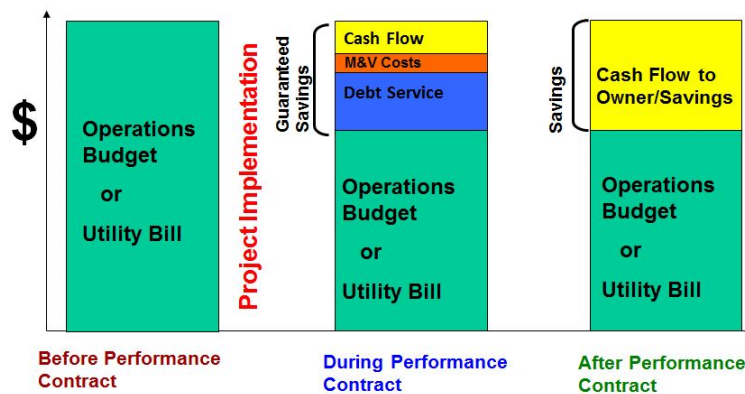 $
Operations
Budget
or
Utility Bill
Project Implementation
Guaranteed
Savings
Cash Flow
M&V Costs
Debt Service
Operations
Budget
or
Utility Bill
Savings
Cash Flow to
Owner/Savings
Operations
Budget
or
Utility Bill
Before Performance
Contract
During Performance
Contract
After Performance
Contract